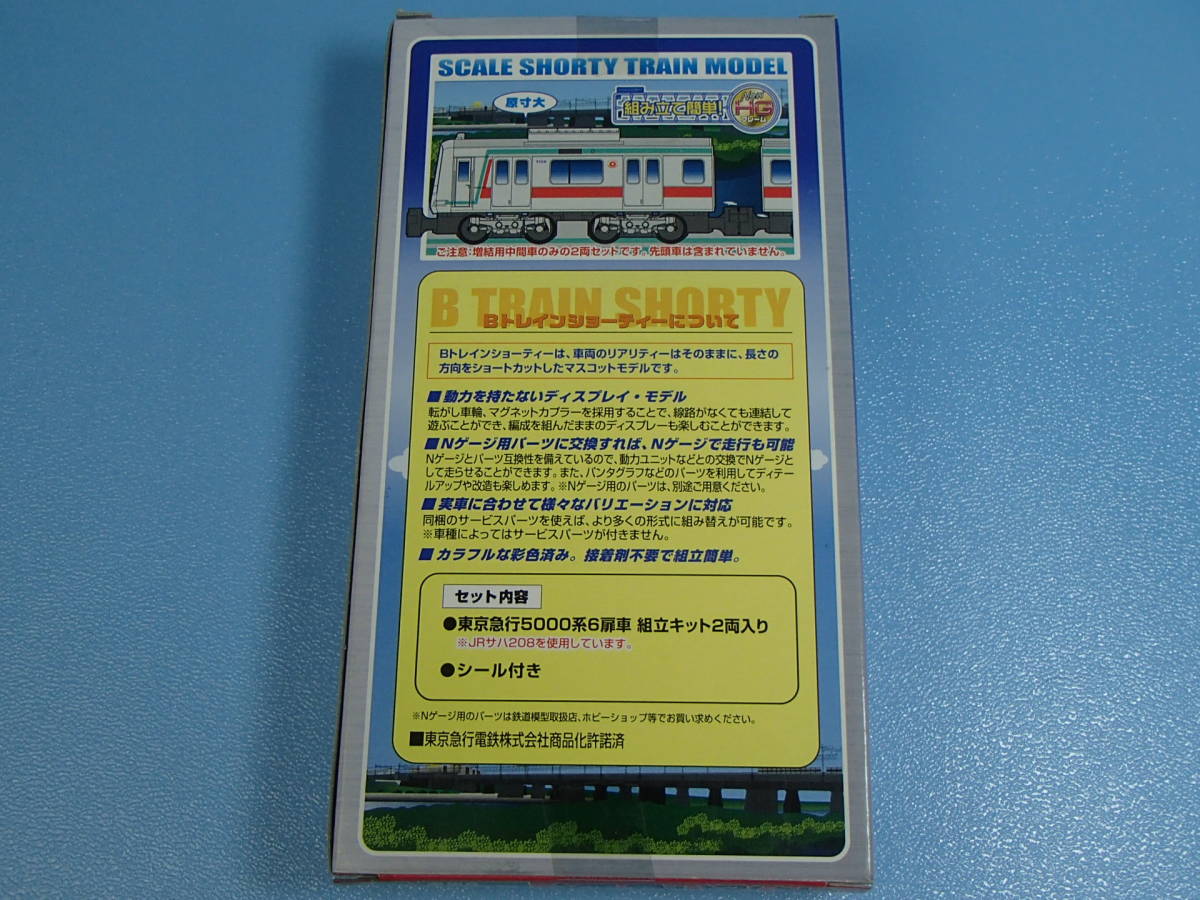 SCALE SHORTY TRAIN MODEL
原寸大
組み立て簡単!
New
HG
フレーム
ご注意:増結用中間車のみの2両セットです。先頭車は含まれていません。
B TRAIN SHORTY
Bトレインショーティーについて
Bトレインショーティーは、車両のリアリティーはそのままに、長さの
方向をショートカットしたマスコットモデルです。
■動力を持たないディスプレイ・モデル
転がし車輪、マグネットカプラーを採用することで、線路がなくても連結して
遊ぶことができ、編成を組んだままのディスプレーも楽しむことができます。
■Nゲージ用パーツに交換すれば、Nゲージで走行も可能
Nゲージとパーツ互換性を備えているので、動力ユニットなどとの交換でNゲージと
して走らせることができます。また、パンタグラフなどのパーツを利用してディテー
ルアップや改造も楽しめます。※Nゲージ用のパーツは、別途ご用意ください。
■実車に合わせて様々なバリエーションに対応
同梱のサービスパーツを使えば、より多くの形式に組み替えが可能です。
※車種によってはサービスパーツが付きません。
■カラフルな彩色済み。接着剤不要で組立簡単。
セット内容
●東京急行5000系6扉車 組立キット2両入り
※JRサハ208を使用しています。
●シール付き
※Nゲージ用のパーツは鉄道模型取扱店、ホビーショップ等でお買い求めください。
■東京急行電鉄株式会社商品化許諾済